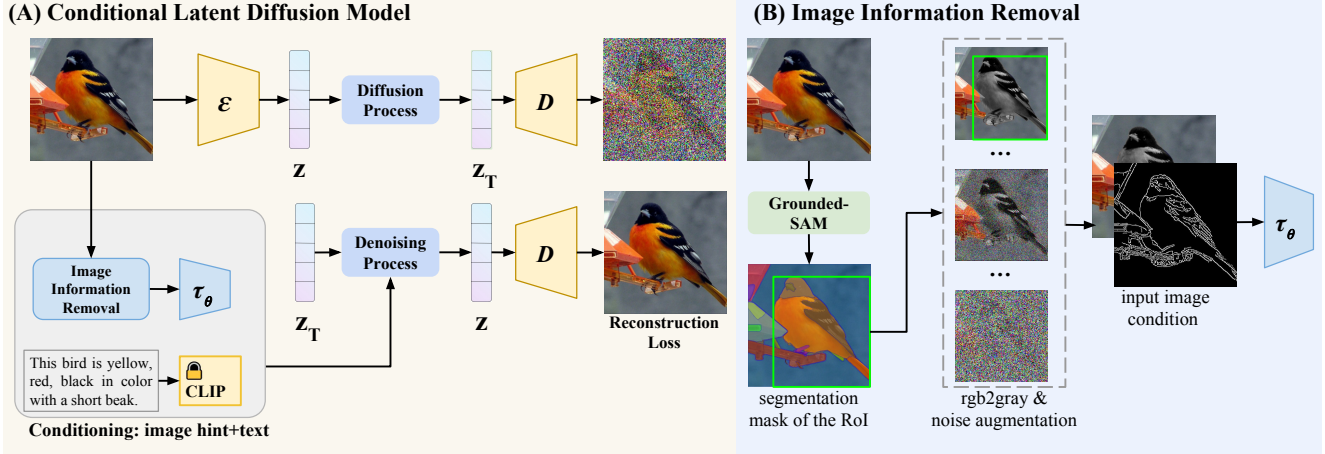 (A) Conditional Latent Diffusion Model
ε
z
Diffusion
Process
z_T
D
z_T
Denoising
Process
z
D
Reconstruction
Loss
Image
Information
Removal
τ_θ
This bird is yellow,
red, black in color
with a short beak.
CLIP
Conditioning: image hint+text
(B) Image Information Removal
Grounded-
SAM
segmentation
mask of the RoI
...
...
rgb2gray &
noise augmentation
input image
condition
τ_θ